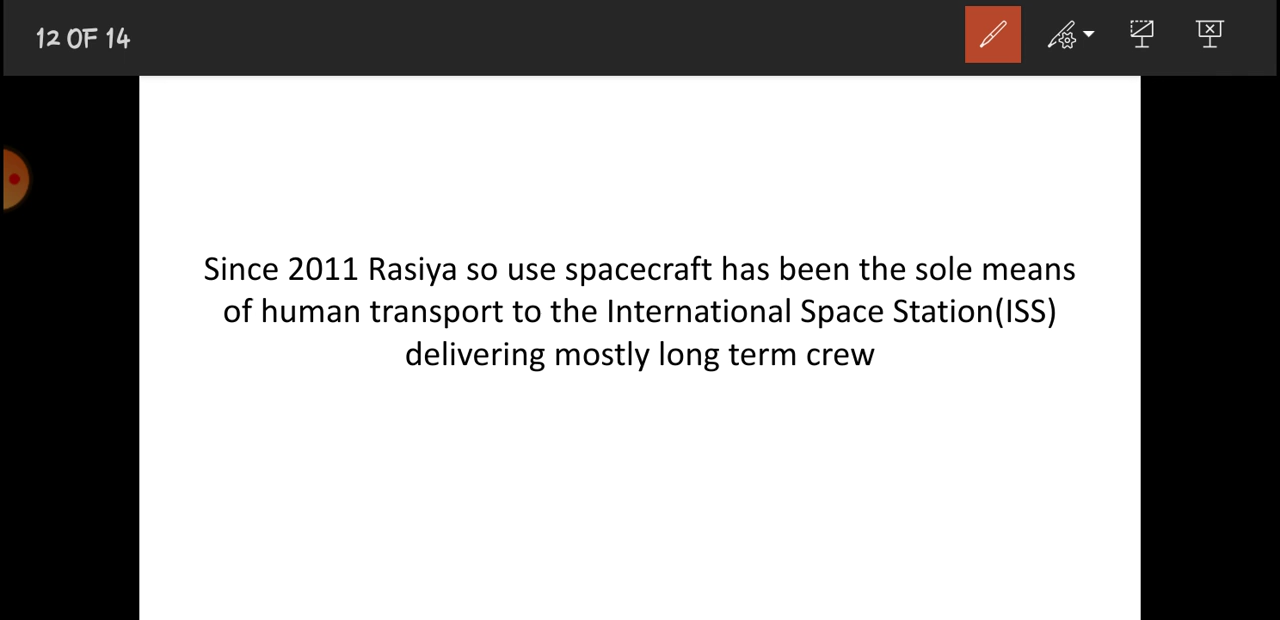 12 OF 14
Since 2011 Rasiya so use spacecraft has been the sole means
of human transport to the International Space Station(ISS)
delivering mostly long term crew